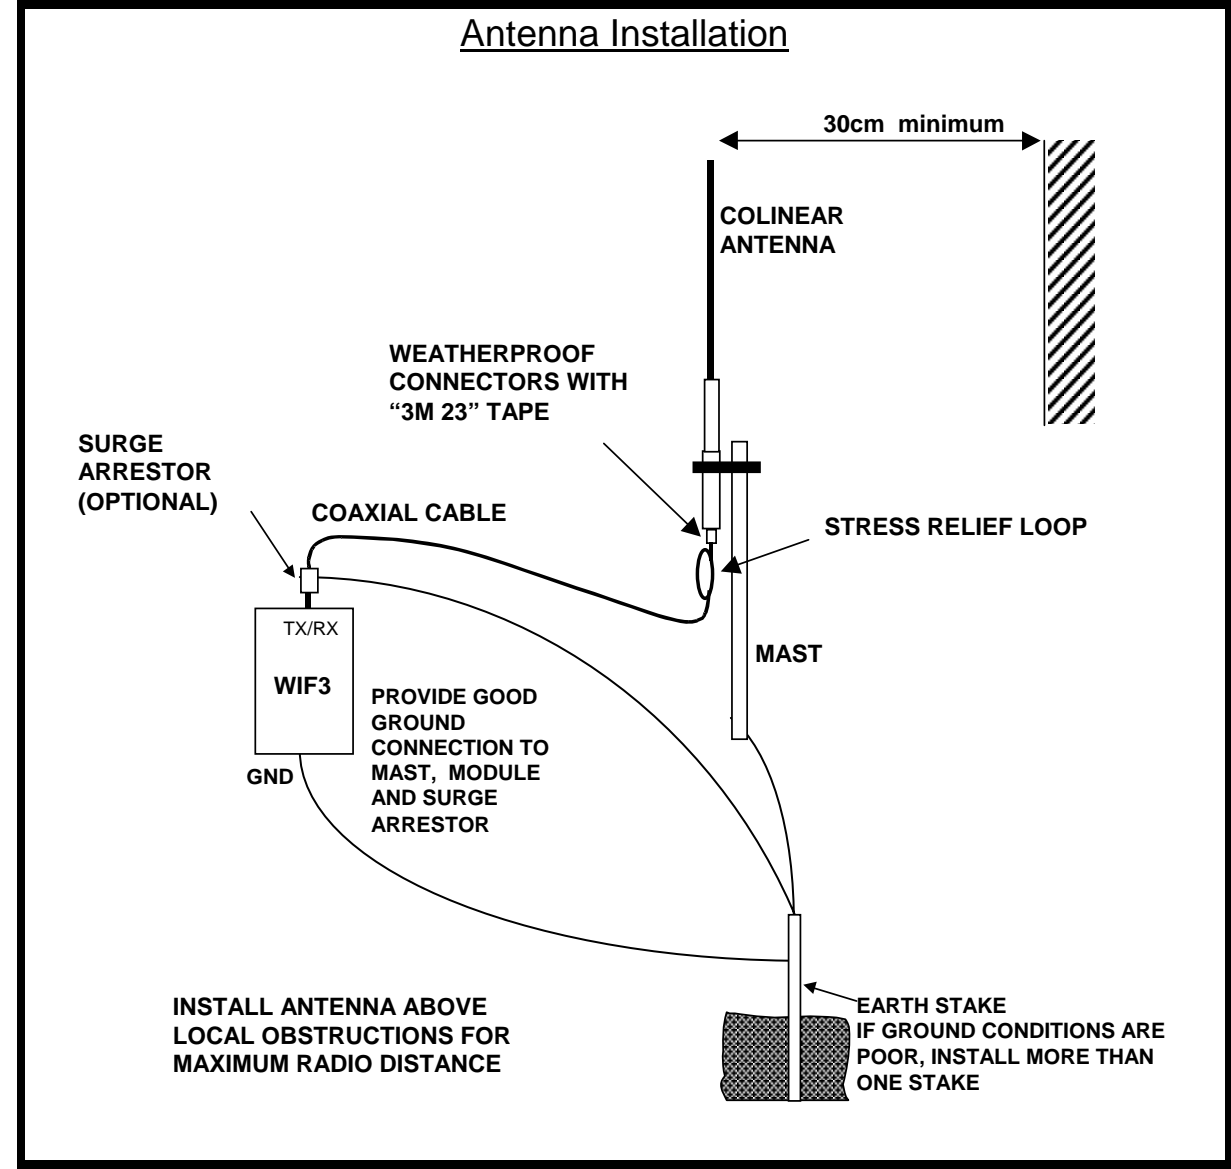 Antenna Installation
30cm minimum
COLINEAR
ANTENNA
WEATHERPROOF
CONNECTORS WITH
“3M 23” TAPE
SURGE
ARRESTOR
(OPTIONAL)
COAXIAL CABLE
STRESS RELIEF LOOP
TX/RX
WIF3
MAST
PROVIDE GOOD
GROUND
CONNECTION TO
MAST, MODULE
AND SURGE
ARRESTOR
GND
INSTALL ANTENNA ABOVE
LOCAL OBSTRUCTIONS FOR
MAXIMUM RADIO DISTANCE
EARTH STAKE
IF GROUND CONDITIONS ARE
POOR, INSTALL MORE THAN
ONE STAKE